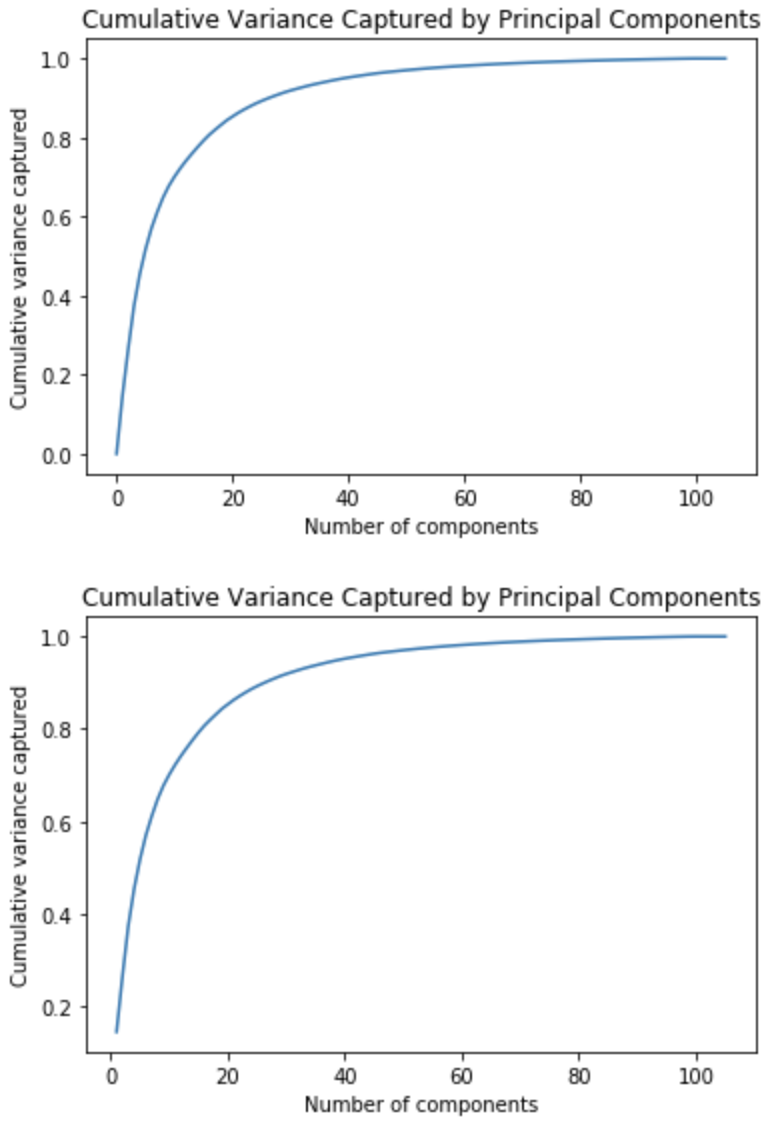 Cumulative Variance Captured by Principal Components
1.0
0.8
0.6
0.4
0.2
0.0
Cumulative variance captured
0 20 40 60 80 100
Number of components
Cumulative Variance Captured by Principal Components
1.0
0.8
0.6
0.4
0.2
Cumulative variance captured
0 20 40 60 80 100
Number of components